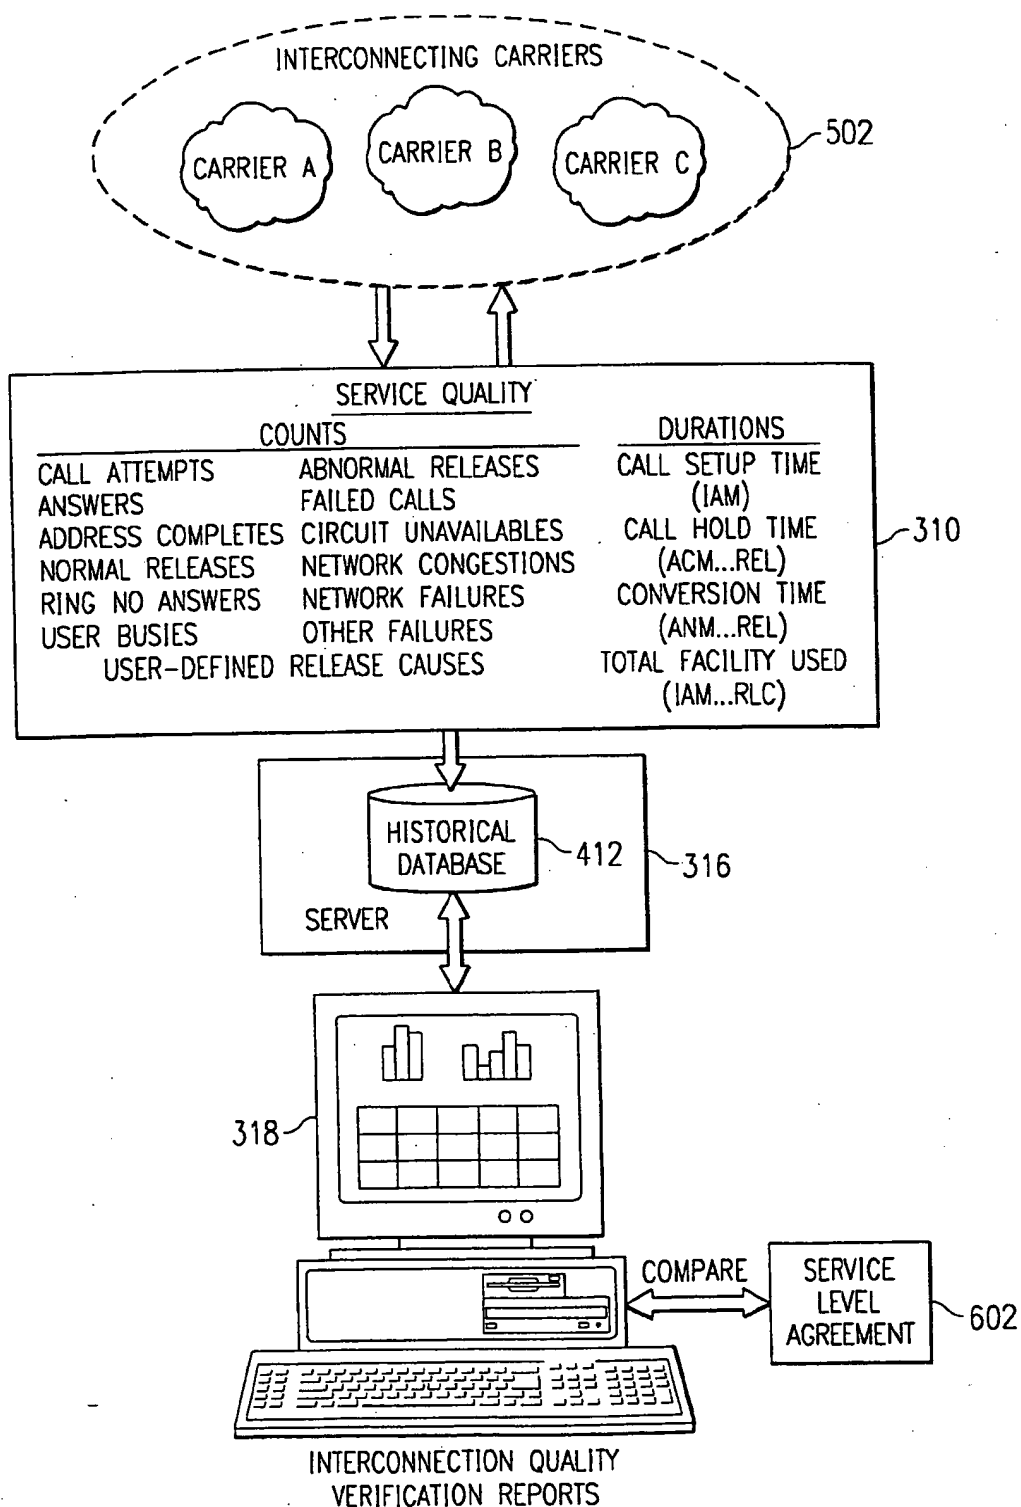 INTERCONNECTING CARRIERS
CARRIER A
CARRIER B
CARRIER C
502
SERVICE QUALITY
COUNTS
CALL ATTEMPTS
ANSWERS
ADDRESS COMPLETES
NORMAL RELEASES
RING NO ANSWERS
USER BUSIES
ABNORMAL RELEASES
FAILED CALLS
CIRCUIT UNAVAILABLES
NETWORK CONGESTIONS
NETWORK FAILURES
OTHER FAILURES
USER-DEFINED RELEASE CAUSES
DURATIONS
CALL SETUP TIME
(IAM)
CALL HOLD TIME
(ACM...REL)
CONVERSION TIME
(ANM...REL)
TOTAL FACILITY USED
(IAM...RLC)
310
HISTORICAL
DATABASE
412
316
SERVER
318
COMPARE
SERVICE
LEVEL
AGREEMENT
602
INTERCONNECTION QUALITY
VERIFICATION REPORTS